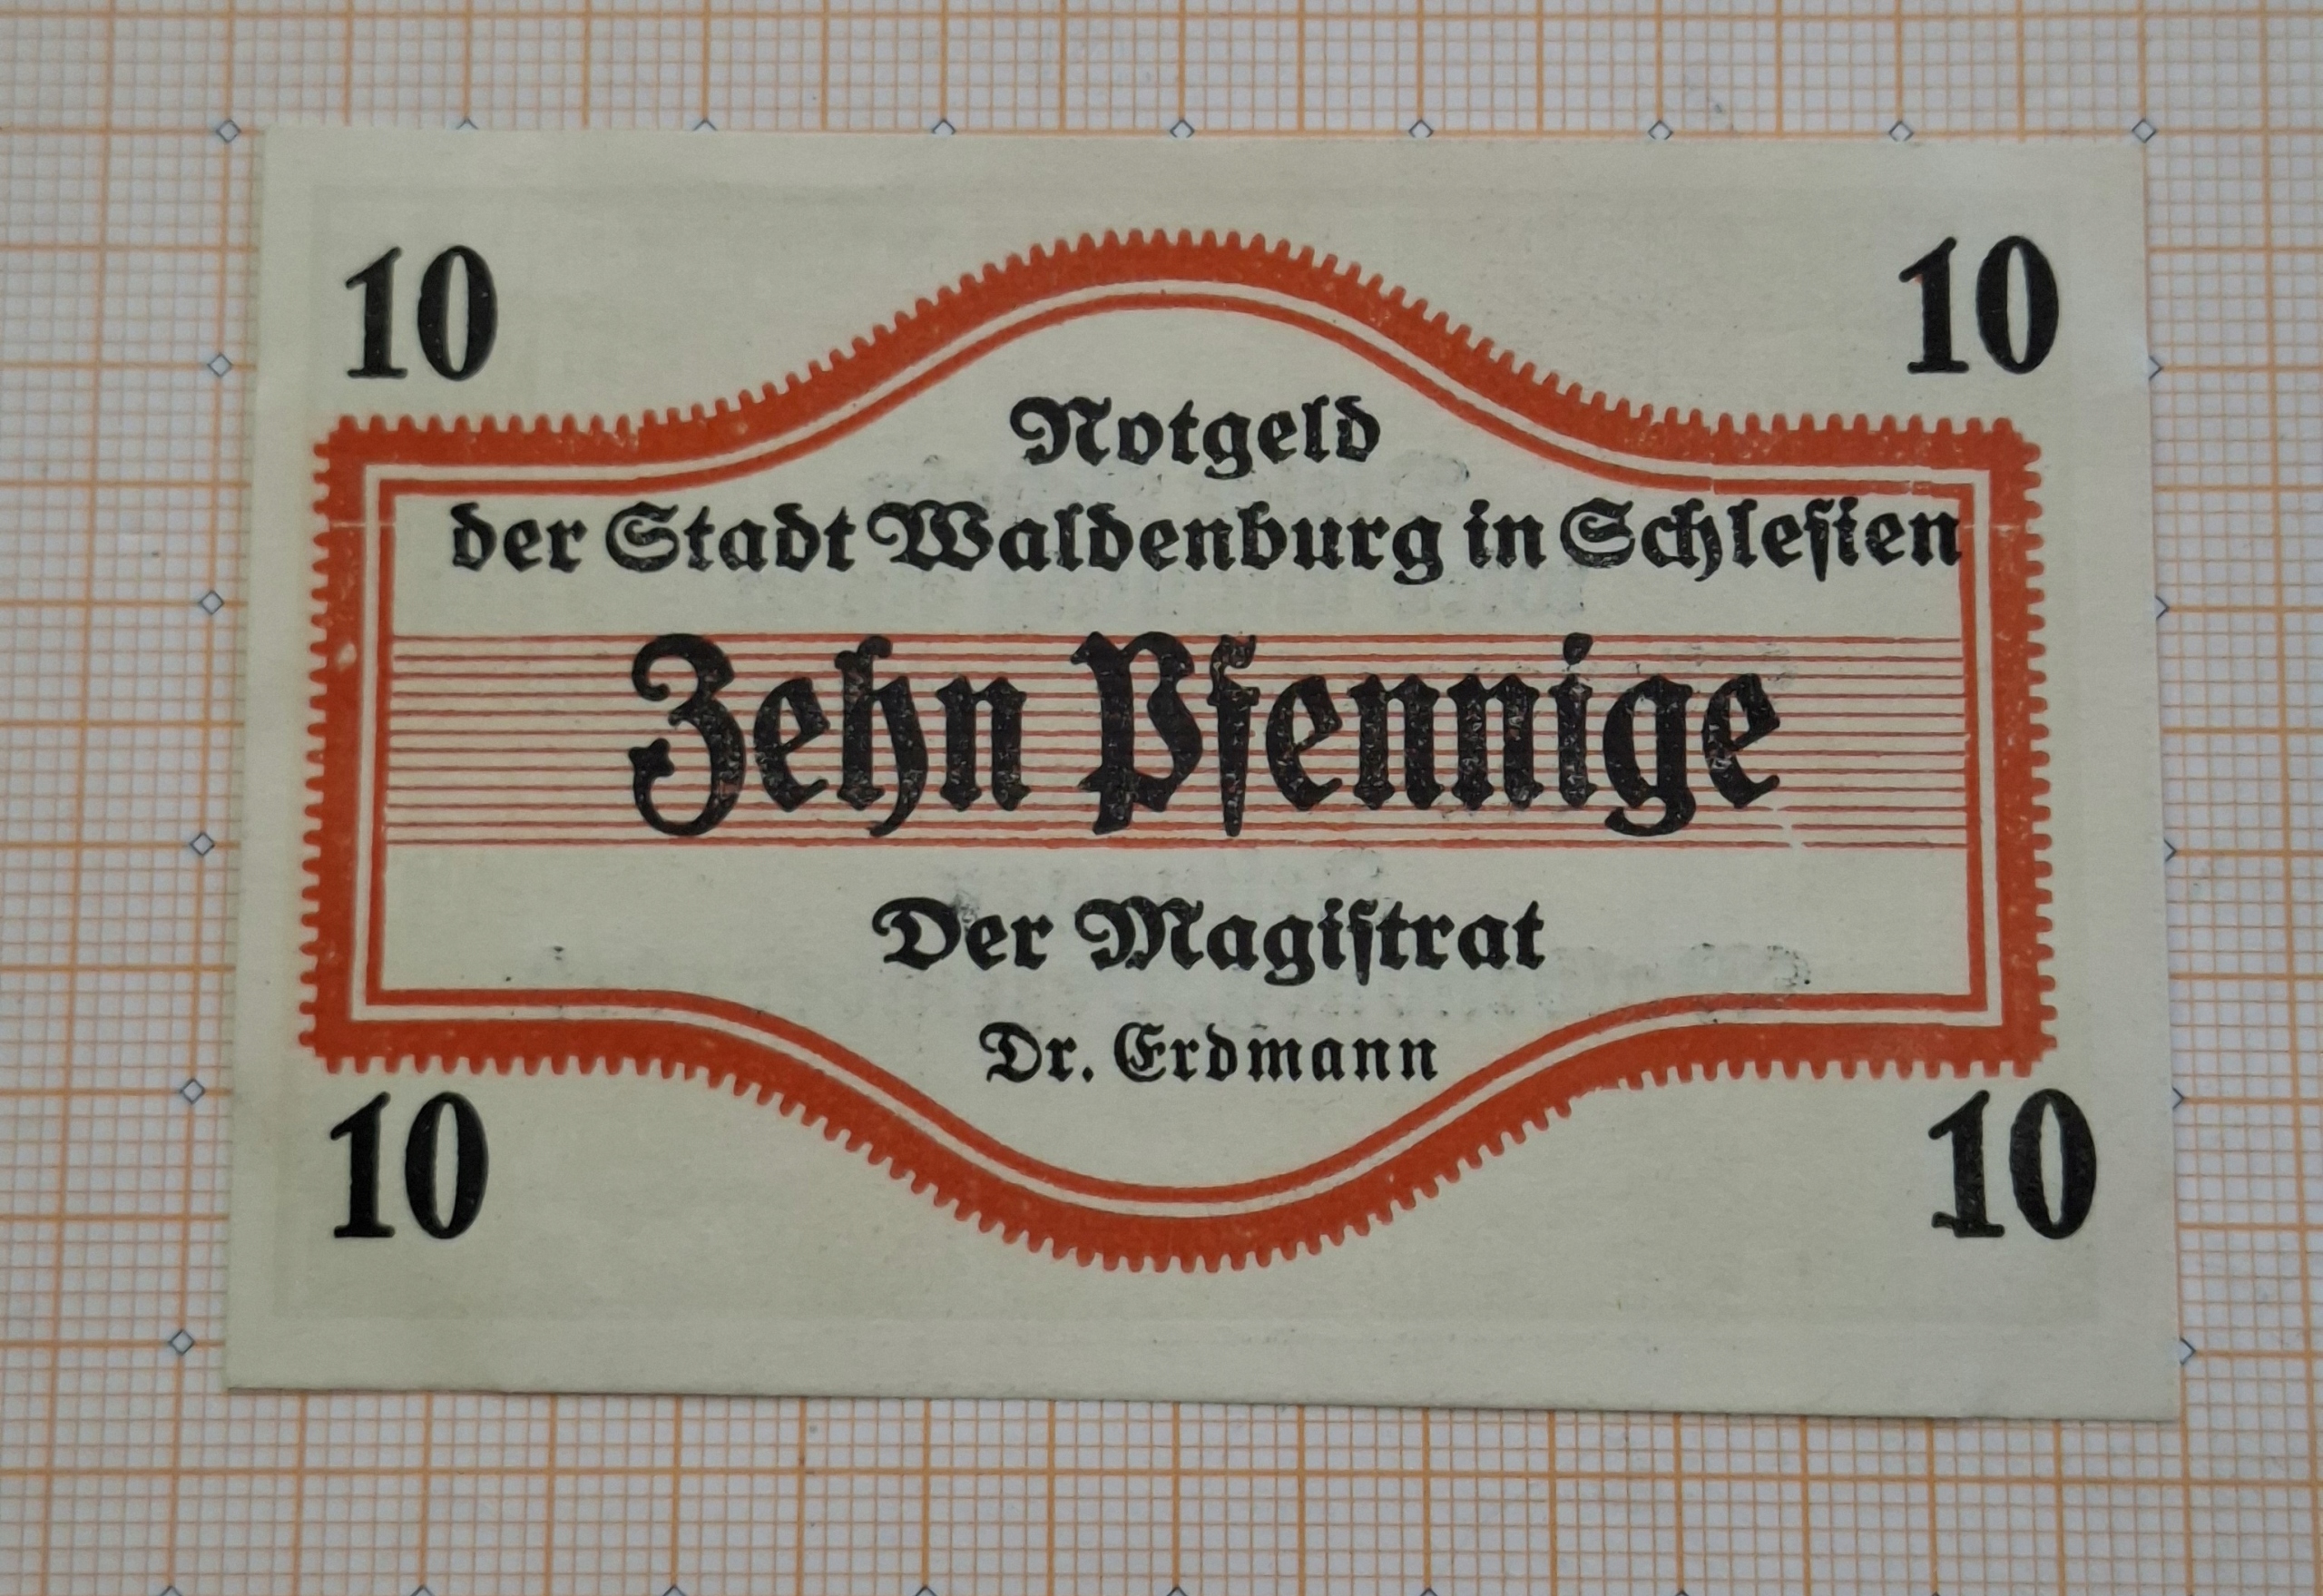 10 10
Notgeld
der Stadt Waldenburg in Schleſien
Zehn Pfennige
Der Magiſtrat
Dr. Erdmann
10 10